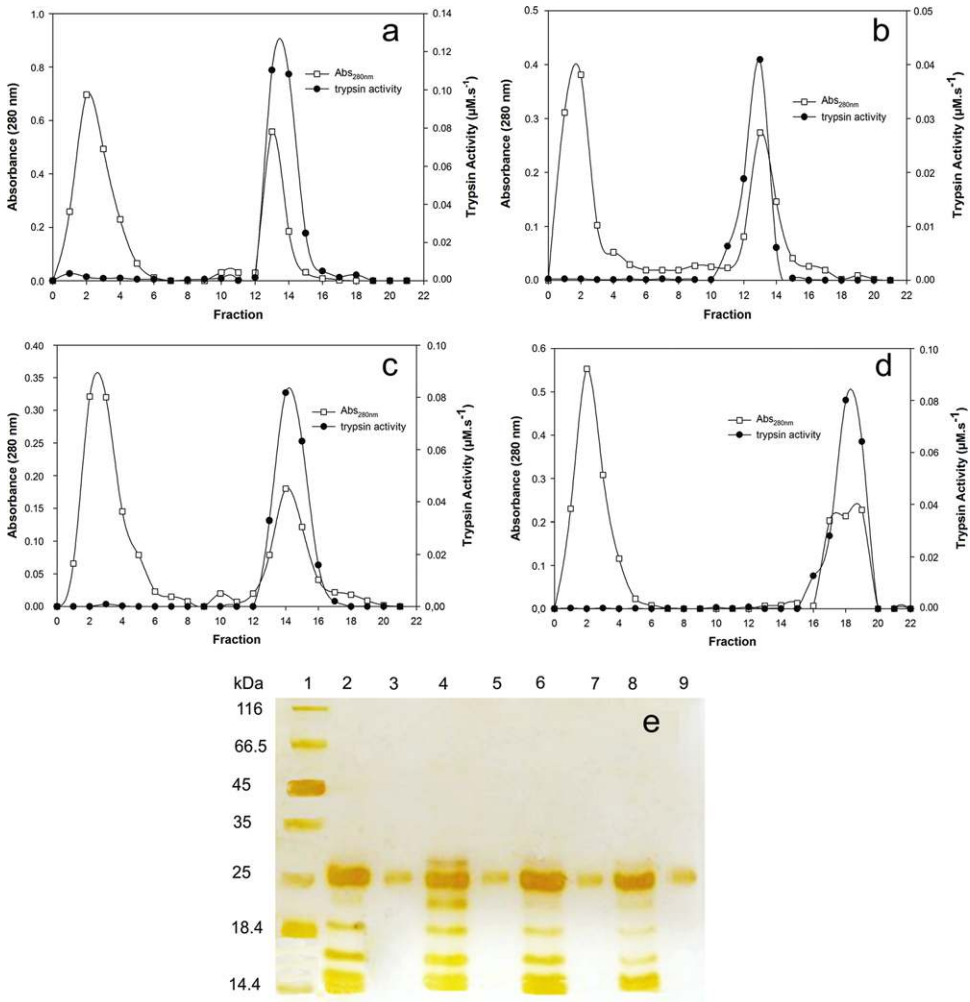 a
1.0
0.8
0.6
0.4
0.2
0.0
0.14
0.12
0.10
0.08
0.06
0.04
0.02
0.00
0 2 4 6 8 10 12 14 16 18 20 22
Absorbance (280 nm)
Trypsin Activity (µM.s⁻¹)
Fraction
Abs280nm
trypsin activity
b
0.5
0.4
0.3
0.2
0.1
0.0
0.05
0.04
0.03
0.02
0.01
0.00
0 2 4 6 8 10 12 14 16 18 20 22
Absorbance (280 nm)
Trypsin Activity (µM.s⁻¹)
Fraction
Abs280nm
trypsin activity
c
0.40
0.35
0.30
0.25
0.20
0.15
0.10
0.05
0.00
0.10
0.08
0.06
0.04
0.02
0,00
0 2 4 6 8 10 12 14 16 18 20 22
Absorbance (280 nm)
Trypsin Activity (µM.s⁻¹)
Fraction
Abs280nm
trypsin activity
d
0.6
0.5
0.4
0.3
0.2
0.1
0,0
0.10
0.08
0.06
0.04
0.02
0.00
0 2 4 6 8 10 12 14 16 18 20 22
Absorbance (280 nm)
Trypsin Activity (µM.s⁻¹)
Fraction
Abs280nm
trypsin activity
kDa 1 2 3 4 5 6 7 8 9
e
116
66.5
45
35
25
18.4
14.4